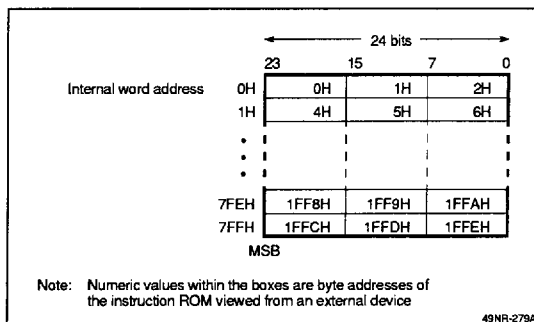 24 bits
23 15 7 0
Internal word address 0H 0H 1H 2H
1H 4H 5H 6H
7FEH 1FF8H 1FF9H 1FFAH
7FFH 1FFCH 1FFDH 1FFEH
MSB
Note: Numeric values within the boxes are byte addresses of
the instruction ROM viewed from an external device
49NR-279A